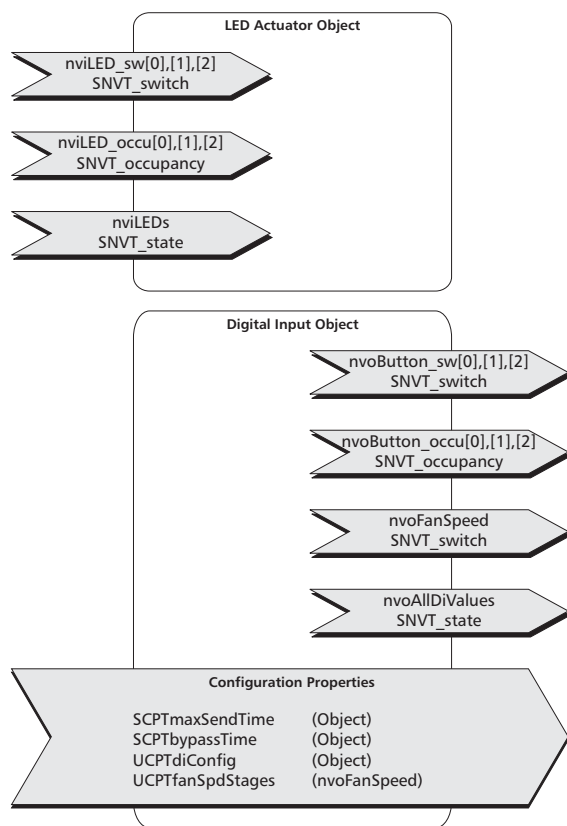 LED Actuator Object
nviLED_sw[0],[1],[2]
SNVT_switch
nviLED_occu[0],[1],[2]
SNVT_occupancy
nviLEDs
SNVT_state
Digital Input Object
nvoButton_sw[0],[1],[2]
SNVT_switch
nvoButton_occu[0],[1],[2]
SNVT_occupancy
nvoFanSpeed
SNVT_switch
nvoAllDiValues
SNVT_state
Configuration Properties
SCPTmaxSendTime (Object)
SCPTbypassTime (Object)
UCPTdiConfig (Object)
UCPTfanSpdStages (nvoFanSpeed)